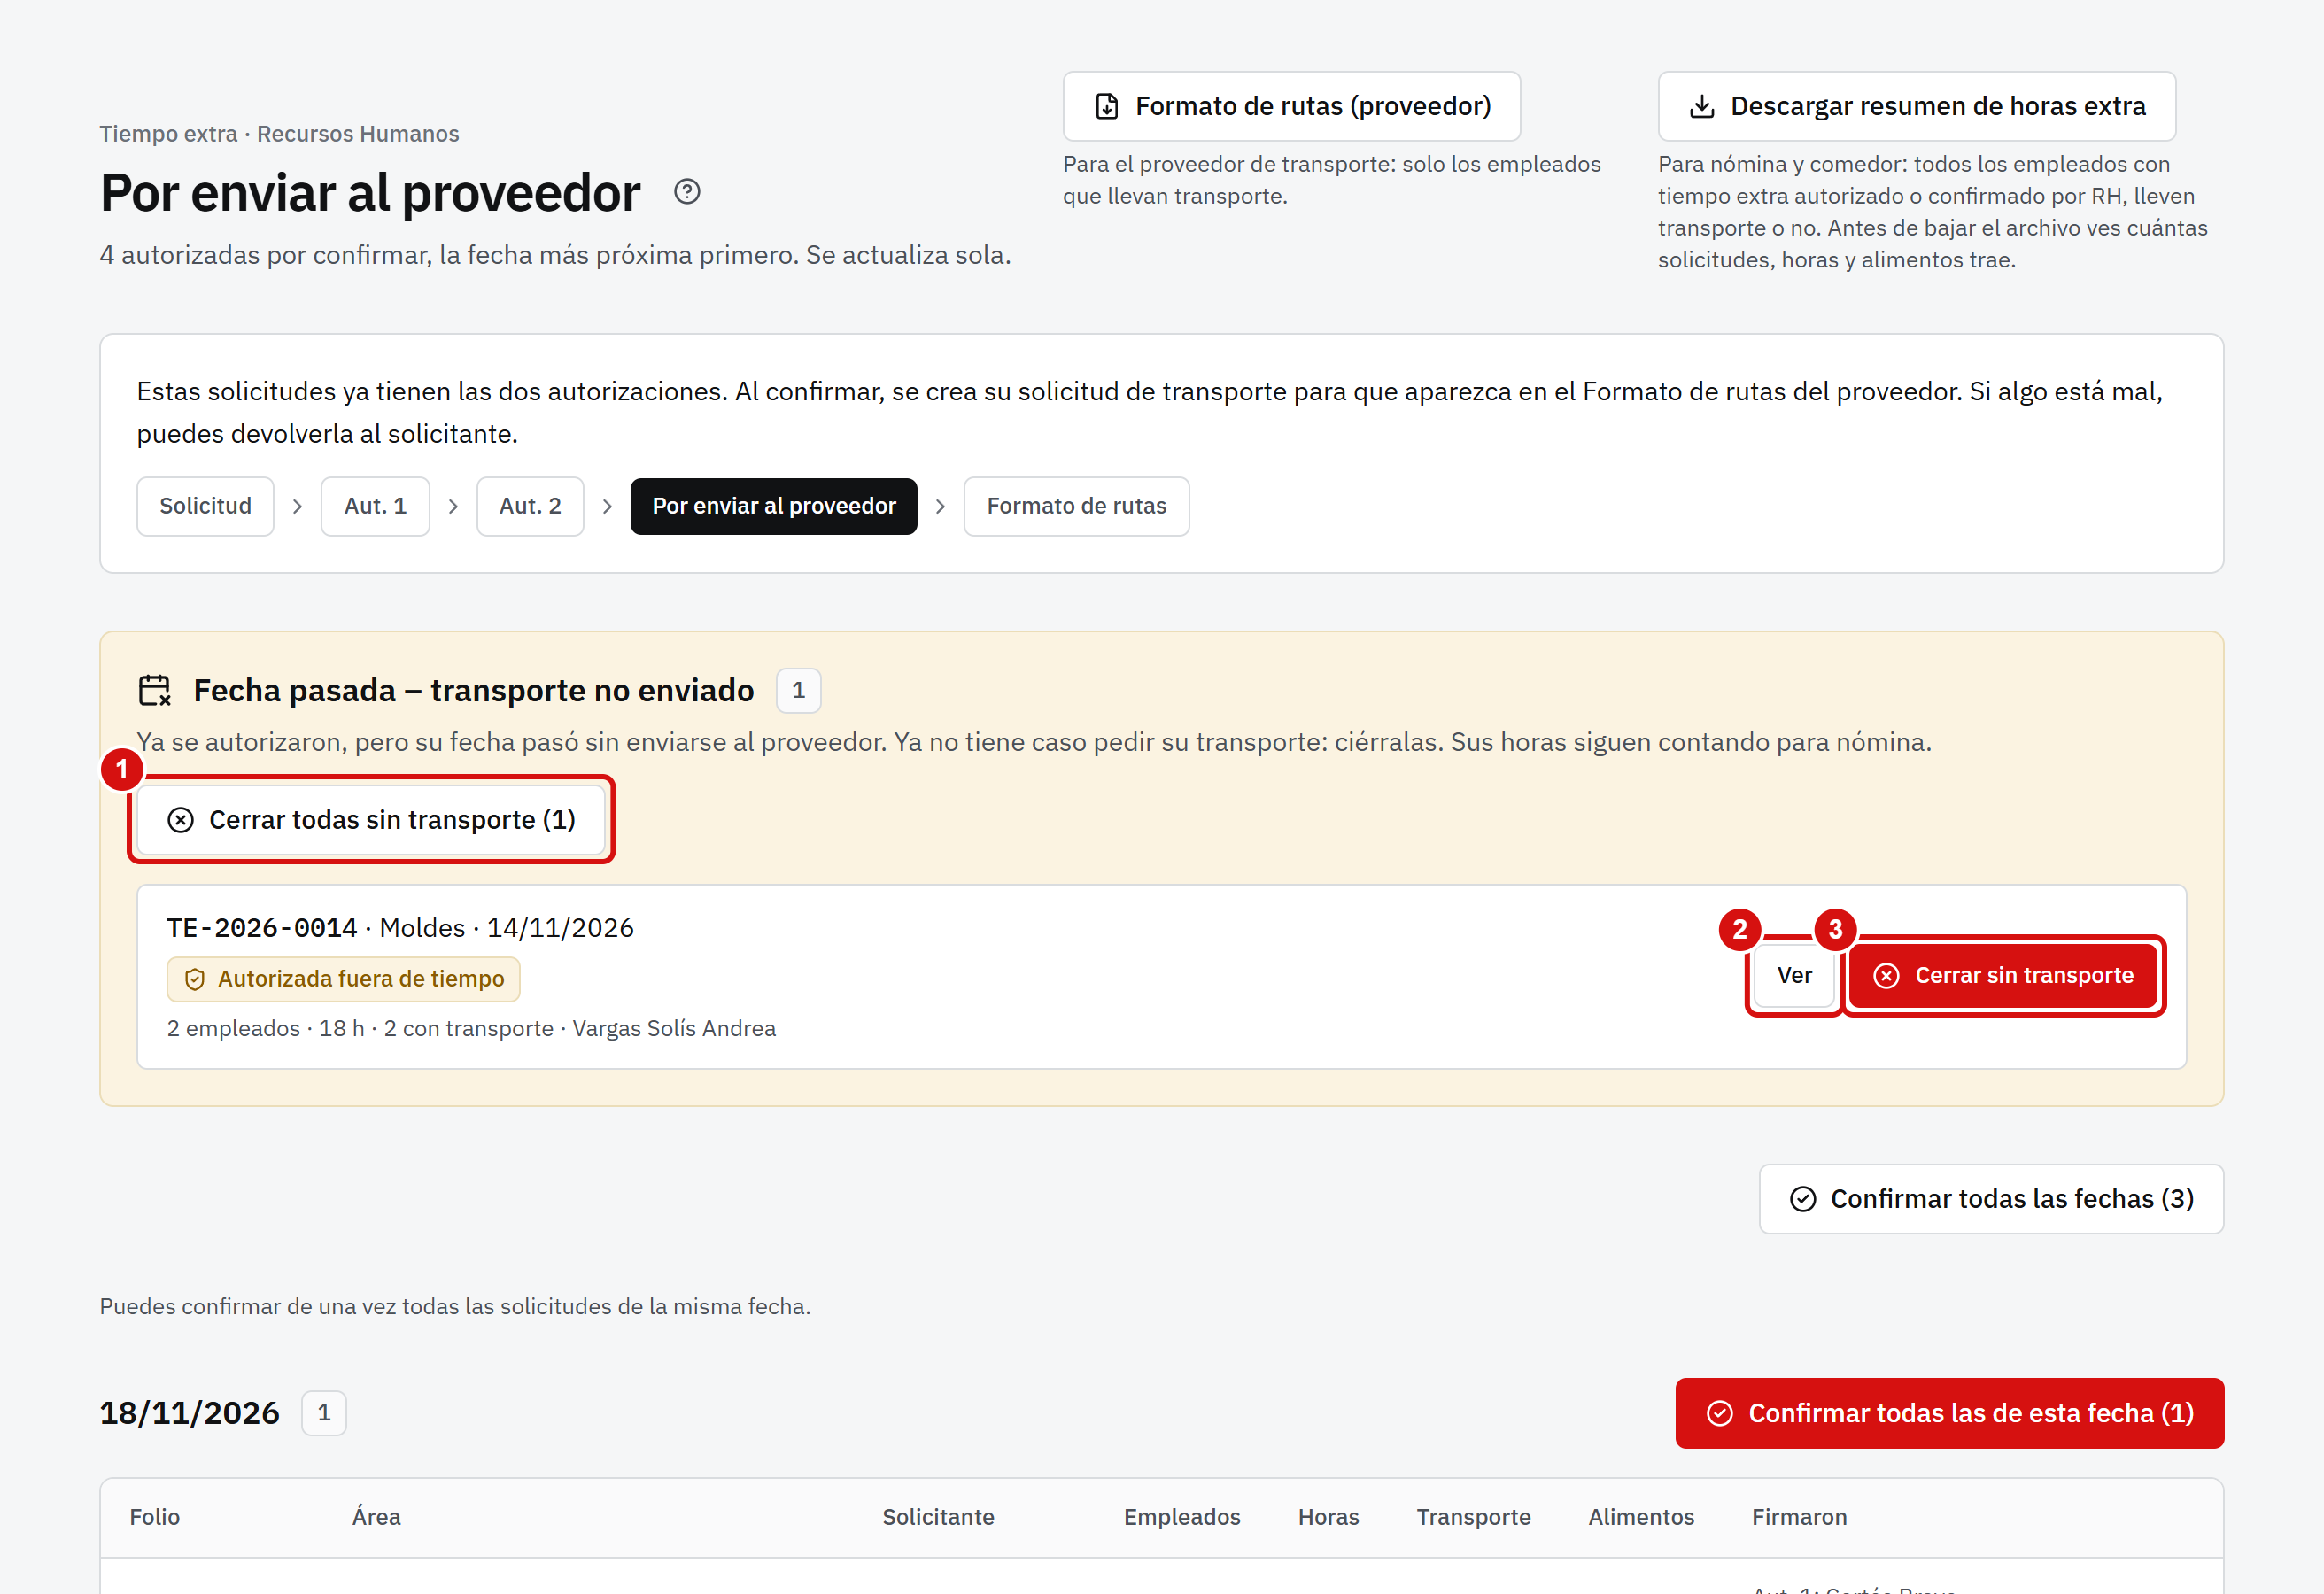 Tiempo extra · Recursos Humanos
Por enviar al proveedor
4 autorizadas por confirmar, la fecha más próxima primero. Se actualiza sola.
Formato de rutas (proveedor)
Para el proveedor de transporte: solo los empleados
que llevan transporte.
Descargar resumen de horas extra
Para nómina y comedor: todos los empleados con
tiempo extra autorizado o confirmado por RH, lleven
transporte o no. Antes de bajar el archivo ves cuántas
solicitudes, horas y alimentos trae.
Estas solicitudes ya tienen las dos autorizaciones. Al confirmar, se crea su solicitud de transporte para que aparezca en el Formato de rutas del proveedor. Si algo está mal,
puedes devolverla al solicitante.
Solicitud > Aut. 1 > Aut. 2 > Por enviar al proveedor > Formato de rutas
Fecha pasada – transporte no enviado 1
Ya se autorizaron, pero su fecha pasó sin enviarse al proveedor. Ya no tiene caso pedir su transporte: ciérralas. Sus horas siguen contando para nómina.
1
Cerrar todas sin transporte (1)
TE-2026-0014 · Moldes · 14/11/2026
Autorizada fuera de tiempo
2 empleados · 18 h · 2 con transporte · Vargas Solís Andrea
2 3
Ver Cerrar sin transporte
Confirmar todas las fechas (3)
Puedes confirmar de una vez todas las solicitudes de la misma fecha.
18/11/2026 1
Confirmar todas las de esta fecha (1)
Folio Área Solicitante Empleados Horas Transporte Alimentos Firmaron